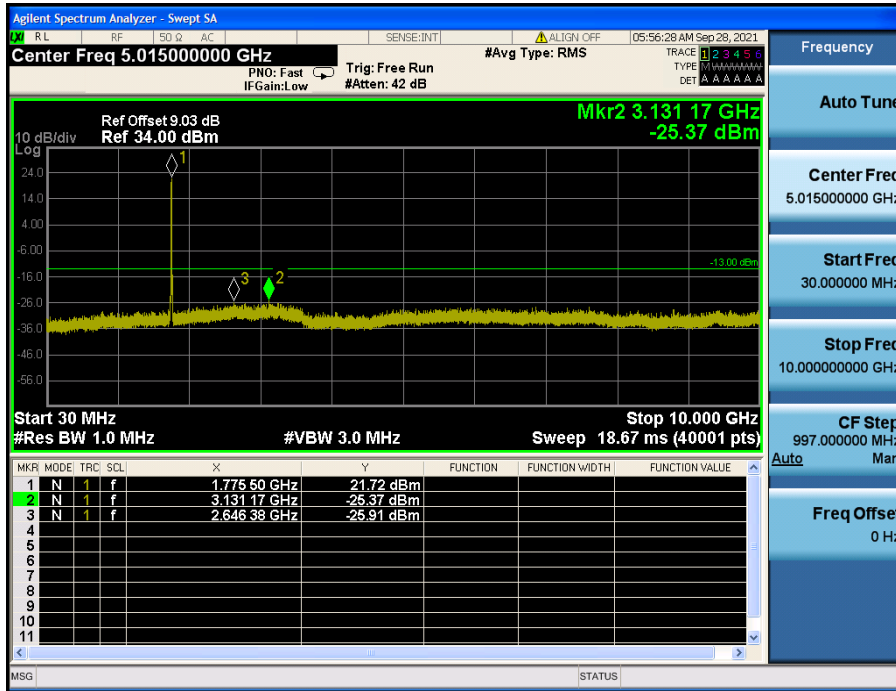 Agilent Spectrum Analyzer - Swept SA
LXI RL RF 50 Ω AC SENSE:INT ALIGN OFF 05:56:28 AM Sep 28, 2021
Center Freq 5.015000000 GHz #Avg Type: RMS TRACE 1 2 3 4 5 6
PNO: Fast Trig: Free Run TYPE M WWWWW
IFGain:Low #Atten: 42 dB DET A A A A A A
Ref Offset 9.03 dB Mkr2 3.131 17 GHz
10 dB/div Ref 34.00 dBm -25.37 dBm
Log
1
24.0
14.0
4.00
-6.00
-13.00 dBm
-16.0
3 2
-26.0
-36.0
-46.0
-56.0
Start 30 MHz Stop 10.000 GHz
#Res BW 1.0 MHz #VBW 3.0 MHz Sweep 18.67 ms (40001 pts)
MKR MODE TRC SCL X Y FUNCTION FUNCTION WIDTH FUNCTION VALUE
1 N 1 f 1.775 50 GHz 21.72 dBm
2 N 1 f 3.131 17 GHz -25.37 dBm
3 N 1 f 2.646 38 GHz -25.91 dBm
4
5
6
7
8
9
10
11
MSG STATUS
Frequency
Auto Tune
Center Freq
5.015000000 GHz
Start Freq
30.000000 MHz
Stop Freq
10.000000000 GHz
CF Step
997.000000 MHz
Auto Man
Freq Offset
0 Hz